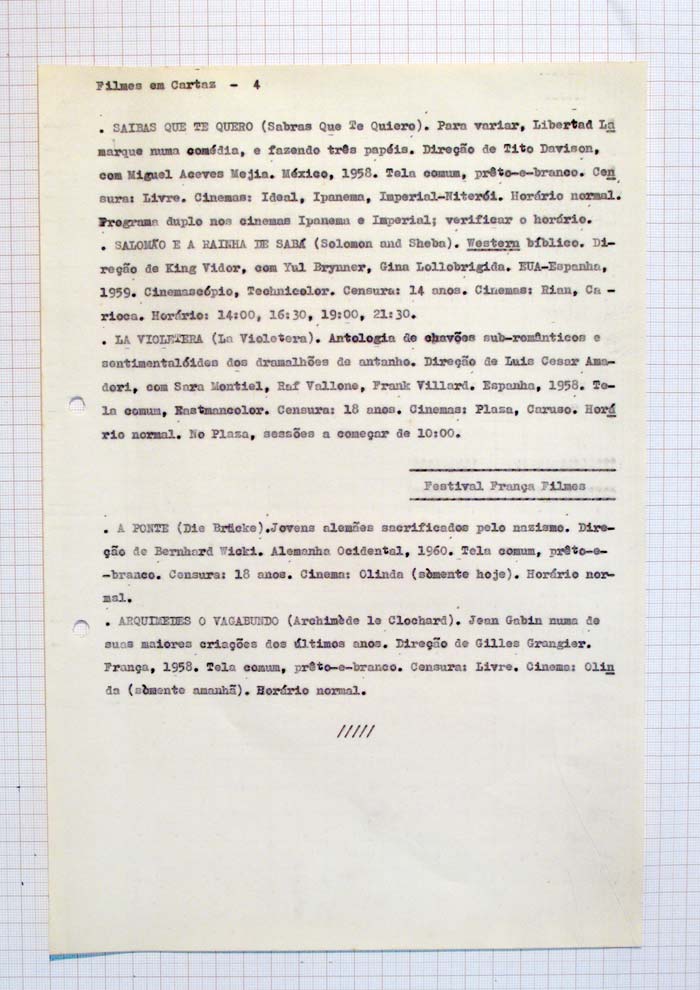 Filmes em Cartaz - 4
. SAIBAS QUE TE QUERO (Sabras Que Te Quiero). Para variar, Libertad La
marque numa comédia, e fazendo três papéis. Direção de Tito Davison,
com Miguel Aceves Mejia. México, 1958. Tela comum, prêto-e-branco. Cen
sura: Livre. Cinemas: Ideal, Ipanema, Imperial-Niterói. Horário normal.
Programa duplo nos cinemas Ipanema e Imperial; verificar o horário.
. SALOMÃO E A RAINHA DE SABÁ (Solomon and Sheba). Western bíblico. Di-
reção de King Vidor, com Yul Brynner, Gina Lollobrigida. EUA-Espanha,
1959. Cinemascópio, Technicolor. Censura: 14 anos. Cinemas: Rian, Ca -
rioca. Horário: 14:00, 16:30, 19:00, 21:30.
. LA VIOLETERA (La Violetera). Antologia de chavões sub-românticos e
sentimentalóides dos dramalhões de antanho. Direção de Luis Cesar Ama-
dori, com Sara Montiel, Raf Vallone, Frank Villard. Espanha, 1958. Te-
la comum, Eastmancolor. Censura: 18 anos. Cinemas: Plaza, Caruso. Horá
rio normal. No Plaza, sessões a começar de 10:00.
Festival França Filmes
. A PONTE (Die Brücke).Jovens alemães sacrificados pelo nazismo. Dire-
ção de Bernhard Wicki. Alemanha Ocidental, 1960. Tela comum, prêto-e-
-branco. Censura: 18 anos. Cinema: Olinda (sòmente hoje). Horário nor-
mal.
. ARQUIMEDES O VAGABUNDO (Archimède le Clochard). Jean Gabin numa de
suas maiores criações dos últimos anos. Direção de Gilles Grangier.
França, 1958. Tela comum, prêto-e-branco. Censura: Livre. Cinema: Olin
da (sòmente amanhã). Horário normal.
/////